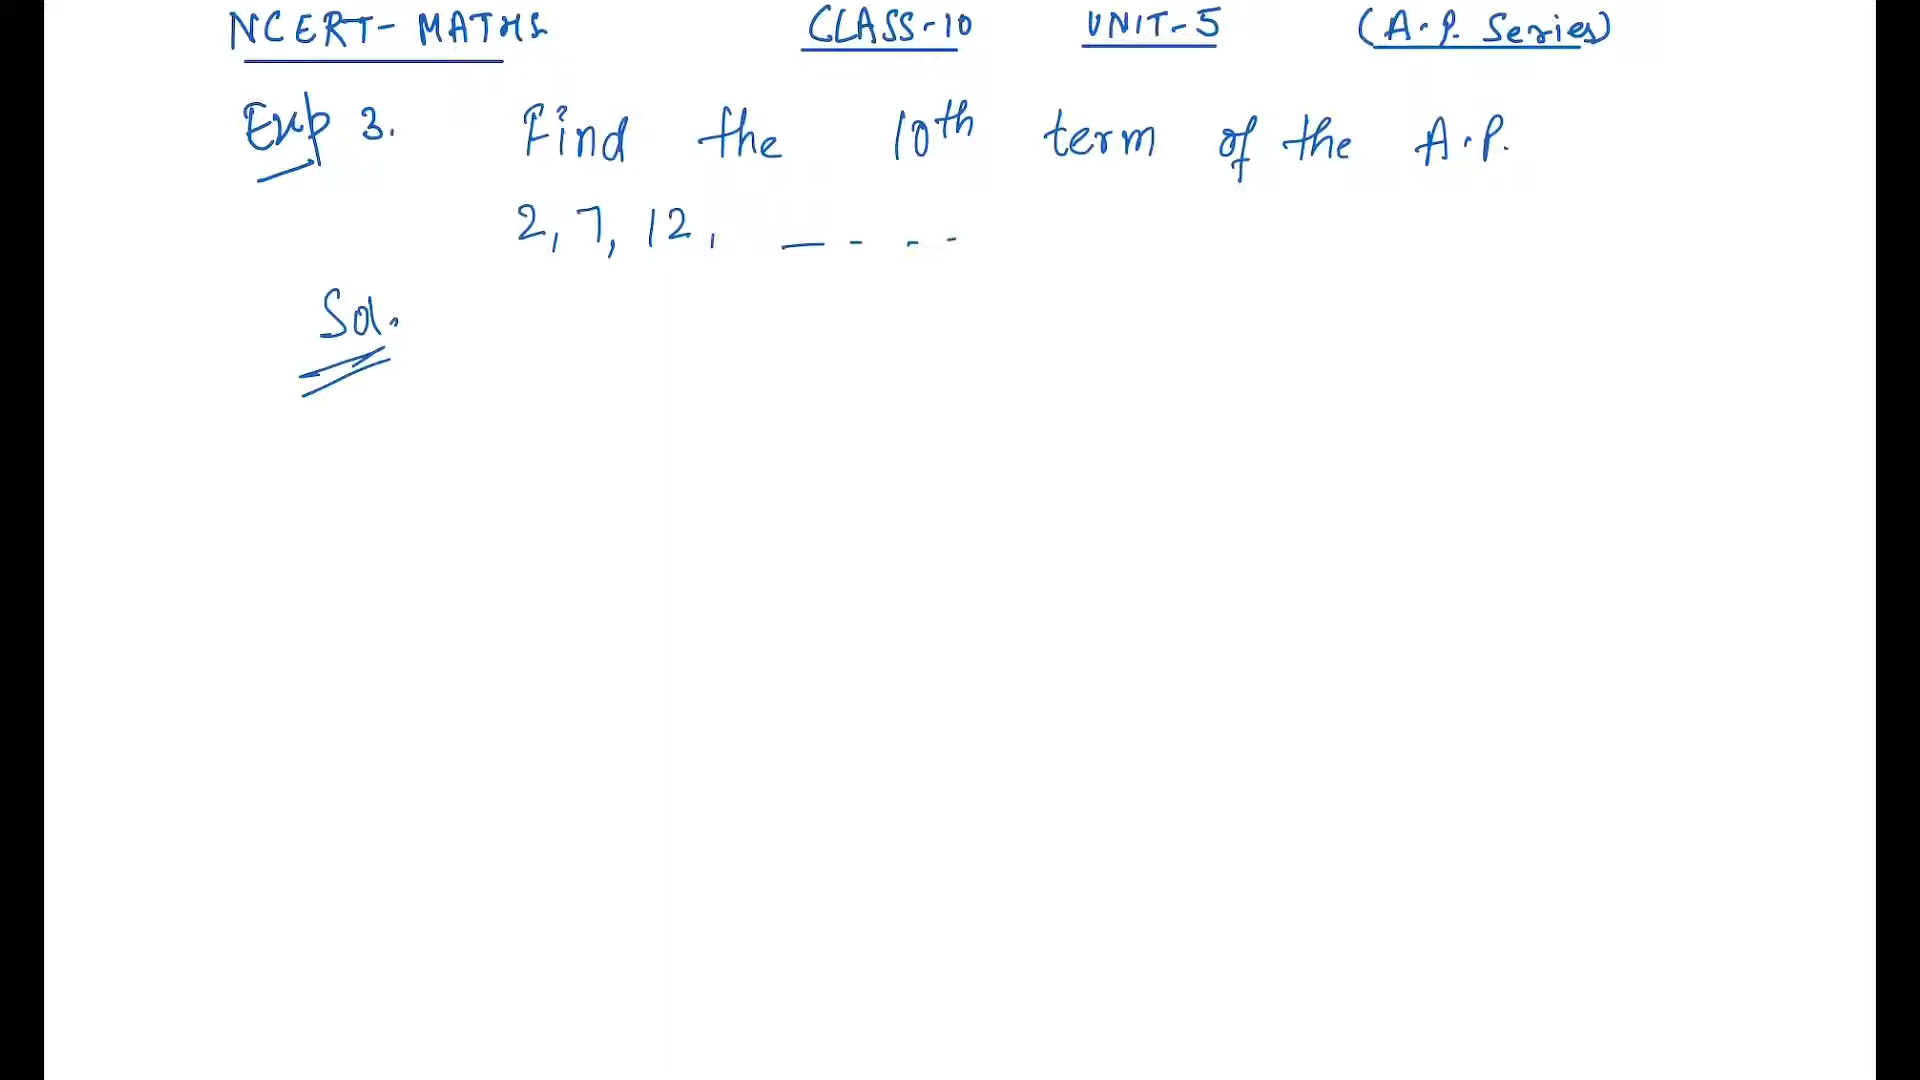 NCERT-MATHS CLASS-10 UNIT-5 (A.P. Series)
Exp 3. Find the 10th term of the A.P.
2, 7, 12, _ - - -
Sol.